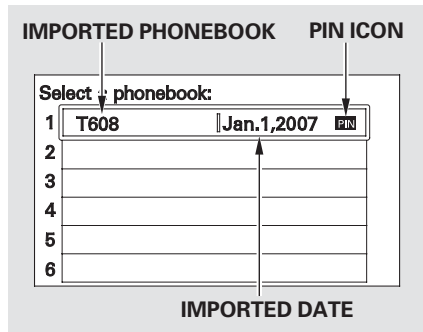 IMPORTED PHONEBOOK PIN ICON
Select a phonebook:
1 T608 Jan.1,2007 PIN
2
3
4
5
6
IMPORTED DATE